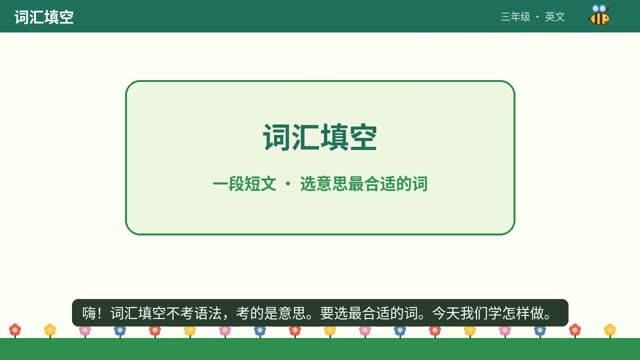 词汇填空
三年级 · 英文
词汇填空
一段短文 · 选意思最合适的词
嗨！词汇填空不考语法，考的是意思。要选最合适的词。今天我们学怎样做。